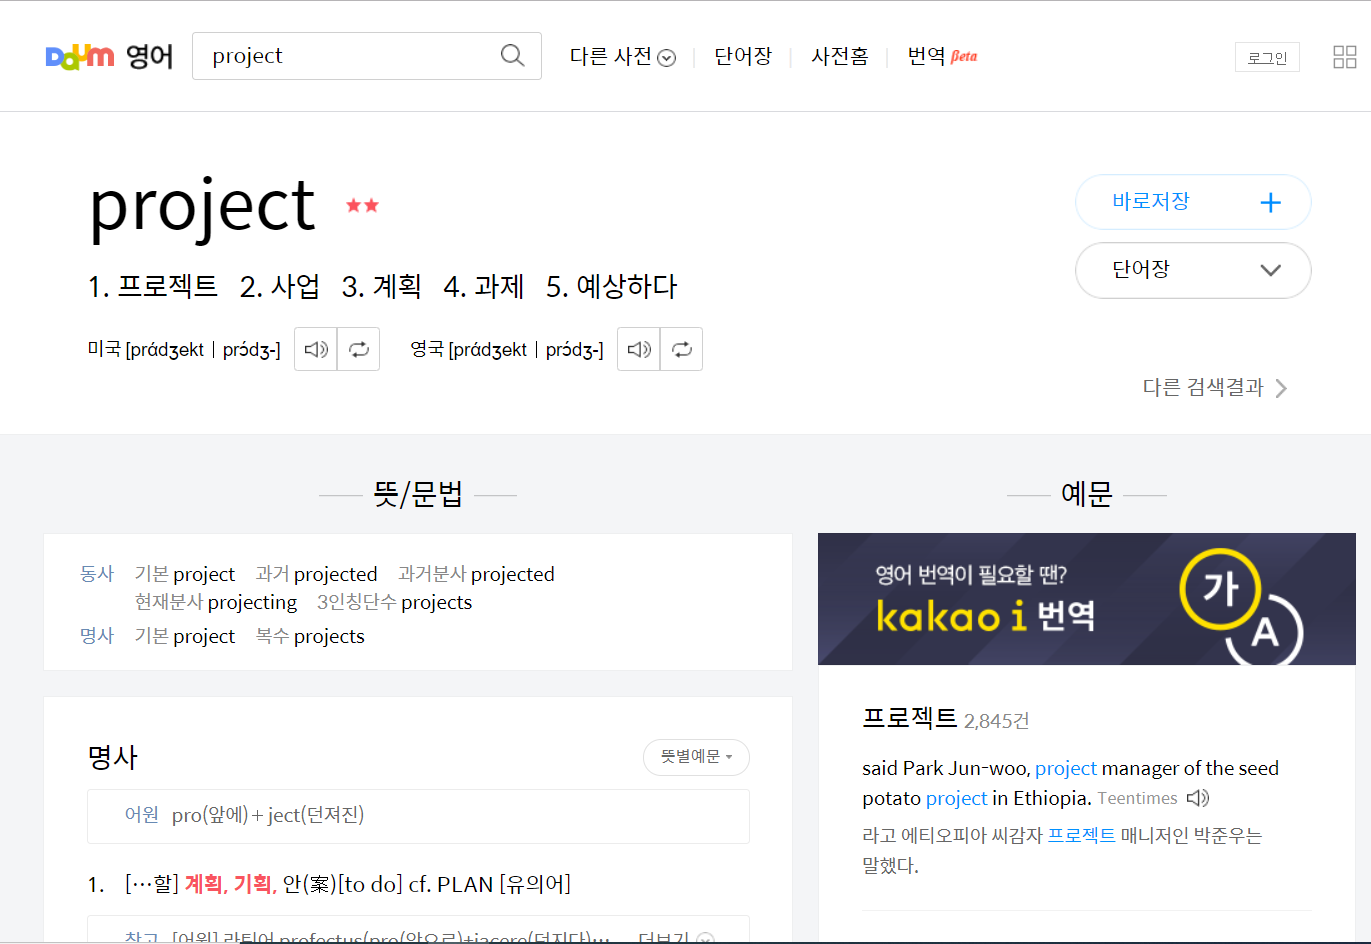 Daum 영어 project 다른 사전 단어장 사전홈 번역 Beta 로그인
project
바로저장
1. 프로젝트 2. 사업 3. 계획 4. 과제 5. 예상하다
단어장
미국 [prάdʒekt | prɔ́dʒ-] 영국 [prάdʒekt | prɔ́dʒ-]
다른 검색결과
뜻/문법
동사 기본 project 과거 projected 과거분사 projected
현재분사 projecting 3인칭단수 projects
명사 기본 project 복수 projects
명사 뜻별예문
어원 pro(앞에)+ject(던져진)
1. […할] 계획, 기획, 안(案)[to do] cf. PLAN [유의어]
참고 [어원] 라틴어 profectus(pro(앞으로)+jacere(던지다)… 더보기
예문
영어 번역이 필요할 땐?
kakao i 번역
가
A
프로젝트 2,845건
said Park Jun-woo, project manager of the seed
potato project in Ethiopia. Teentimes
라고 에티오피아 씨감자 프로젝트 매니저인 박준우는
말했다.